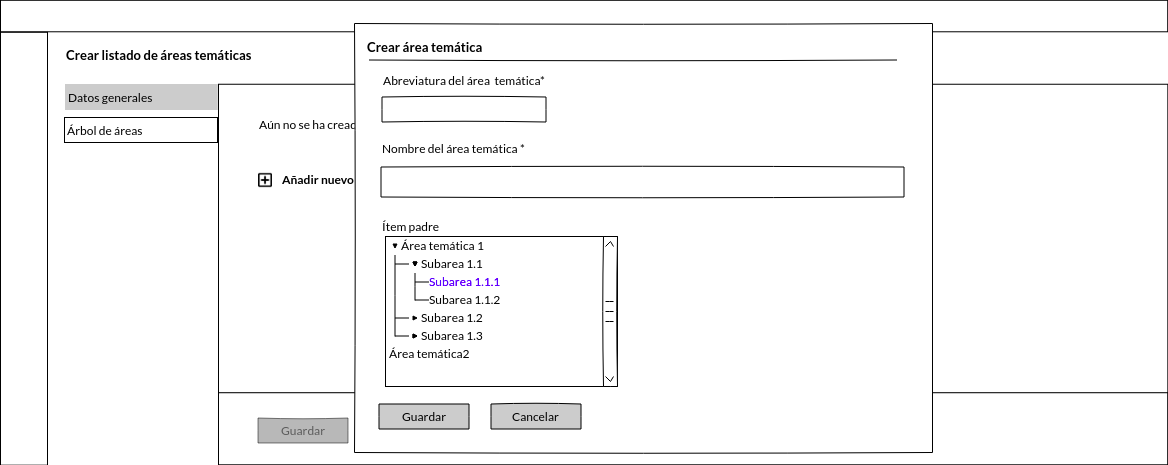 Crear listado de áreas temáticas
Datos generales
Árbol de áreas
Aún no se ha
Añadir nuevo
Guardar
Crear área temática
Abreviatura del área temática*
Nombre del área temática *
Ítem padre
Área temática 1
Subarea 1.1
Subarea 1.1.1
Subarea 1.1.2
Subarea 1.2
Subarea 1.3
Área temática2
Guardar
Cancelar